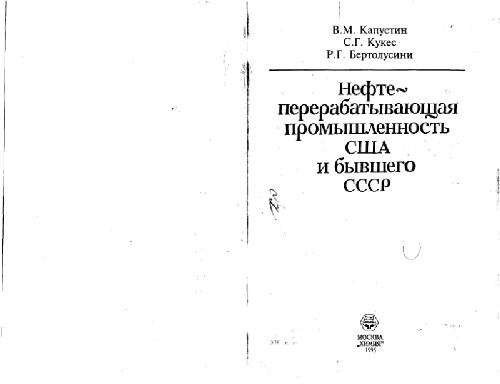 В.М. Капустин
С.Г. Кукес
Р.Г. Бертолусини
Нефте~
перерабатывающая
промышленность
США
и бывшего
СССР
МОСКВА
„ХИМИЯ"
1995